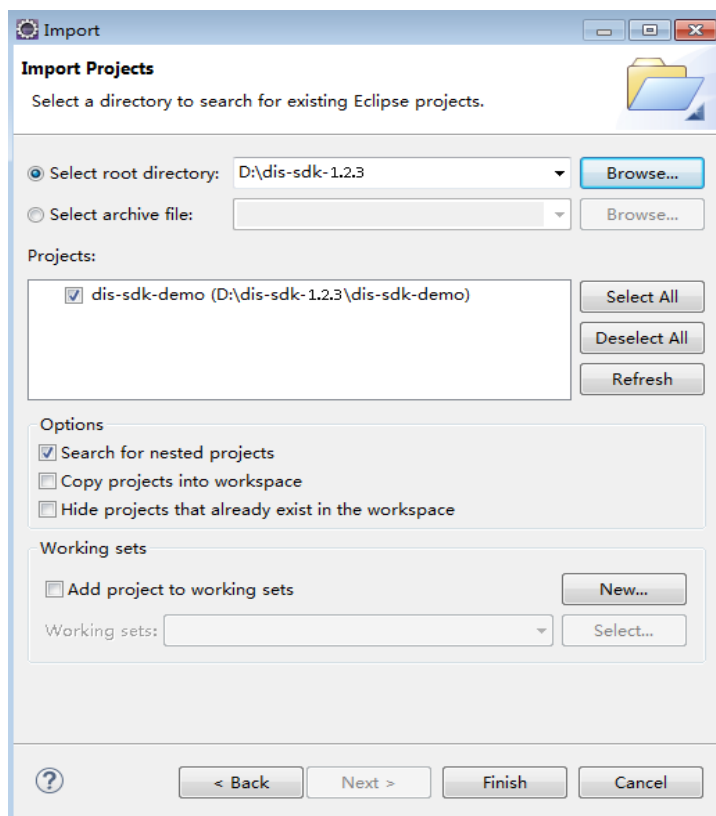 Import
Import Projects
Select a directory to search for existing Eclipse projects.
Select root directory: D:\dis-sdk-1.2.3 Browse...
Select archive file: Browse...
Projects:
dis-sdk-demo (D:\dis-sdk-1.2.3\dis-sdk-demo) Select All
Deselect All
Refresh
Options
Search for nested projects
Copy projects into workspace
Hide projects that already exist in the workspace
Working sets
Add project to working sets New...
Working sets: Select...
? < Back Next > Finish Cancel